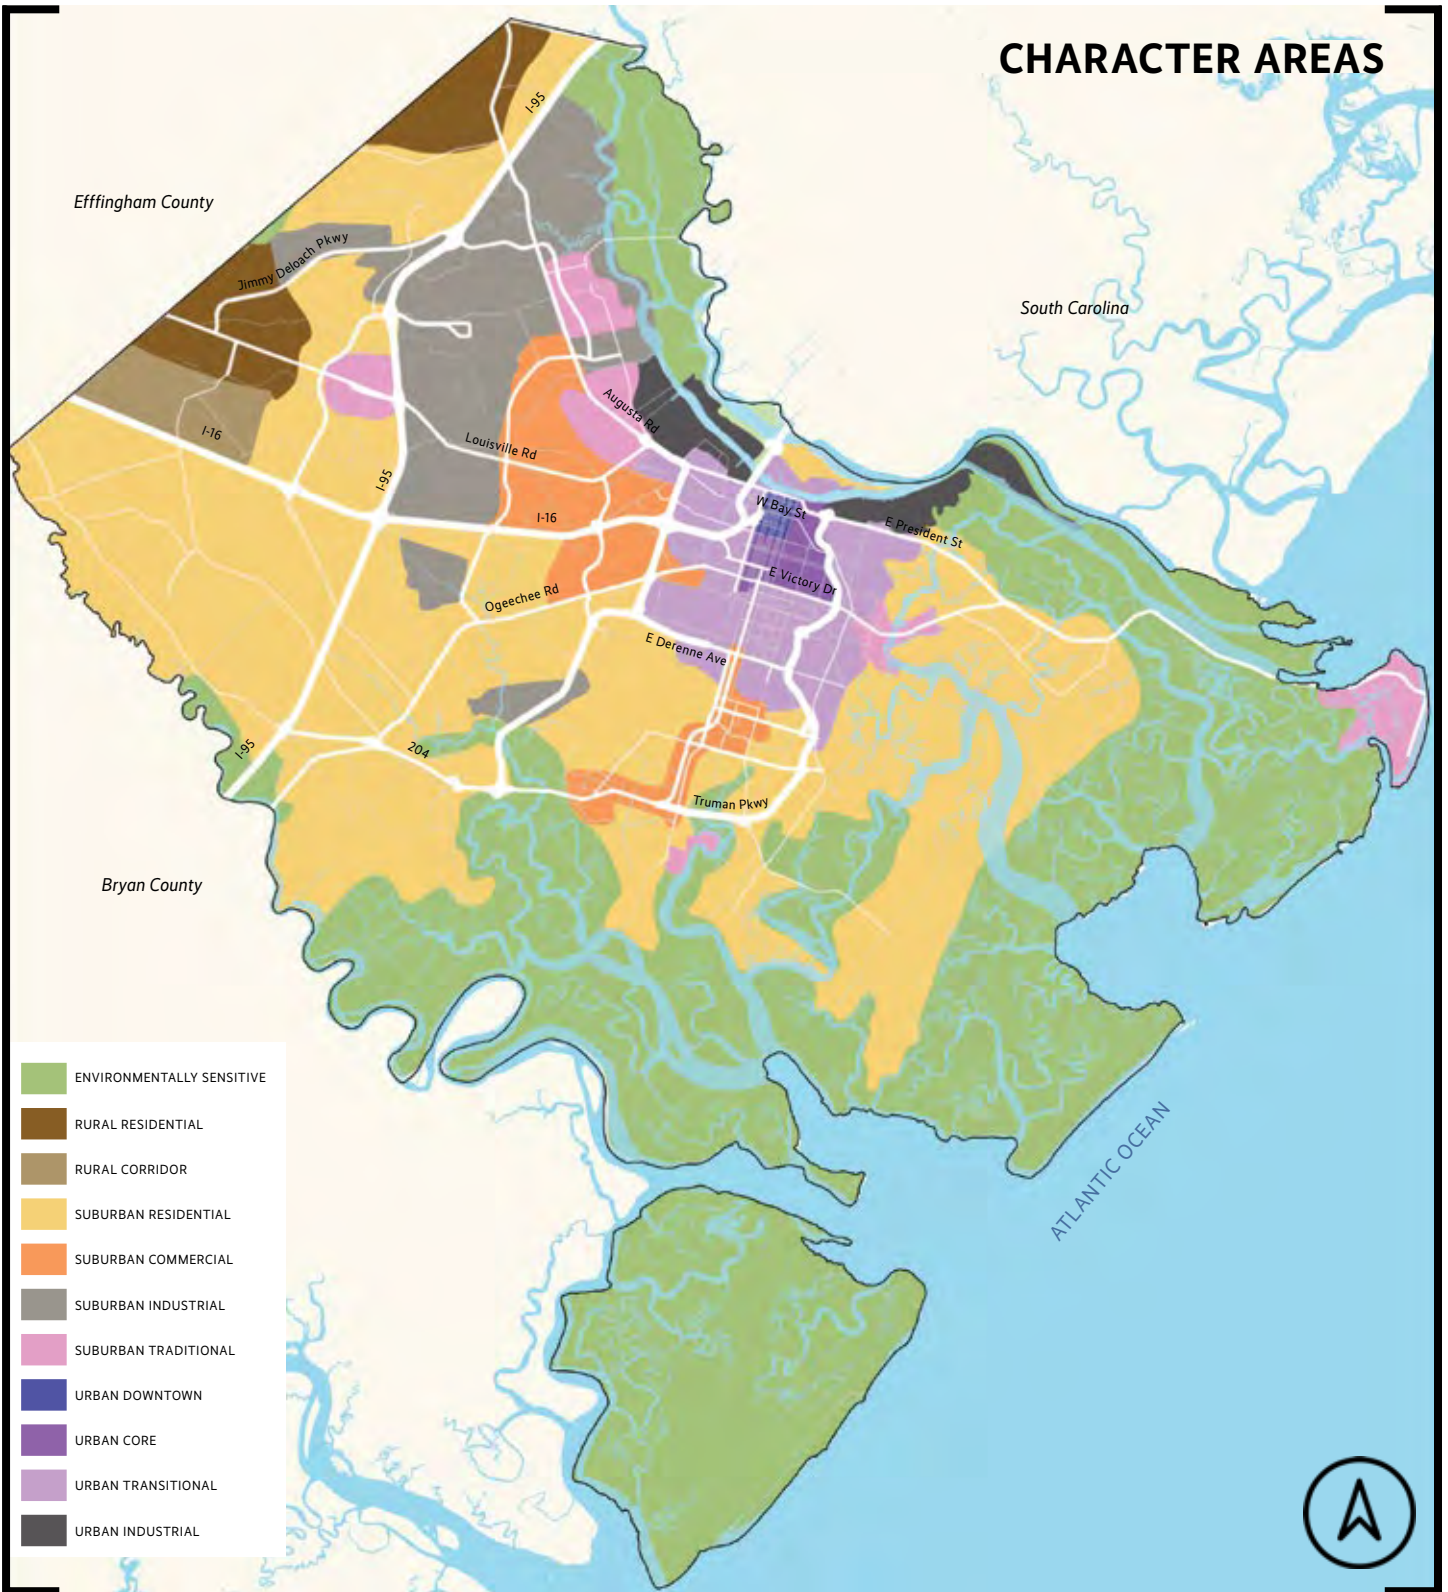 CHARACTER AREAS
I-95
Efffingham County
Jimmy Deloach Pkwy
South Carolina
Augusta Rd
I-16
Louisville Rd
I-95
W Bay St
I-16
E President St
E Victory Dr
Ogeechee Rd
E Derenne Ave
I-95
204
Truman Pkwy
Bryan County
ATLANTIC OCEAN
ENVIRONMENTALLY SENSITIVE
RURAL RESIDENTIAL
RURAL CORRIDOR
SUBURBAN RESIDENTIAL
SUBURBAN COMMERCIAL
SUBURBAN INDUSTRIAL
SUBURBAN TRADITIONAL
URBAN DOWNTOWN
URBAN CORE
URBAN TRANSITIONAL
URBAN INDUSTRIAL